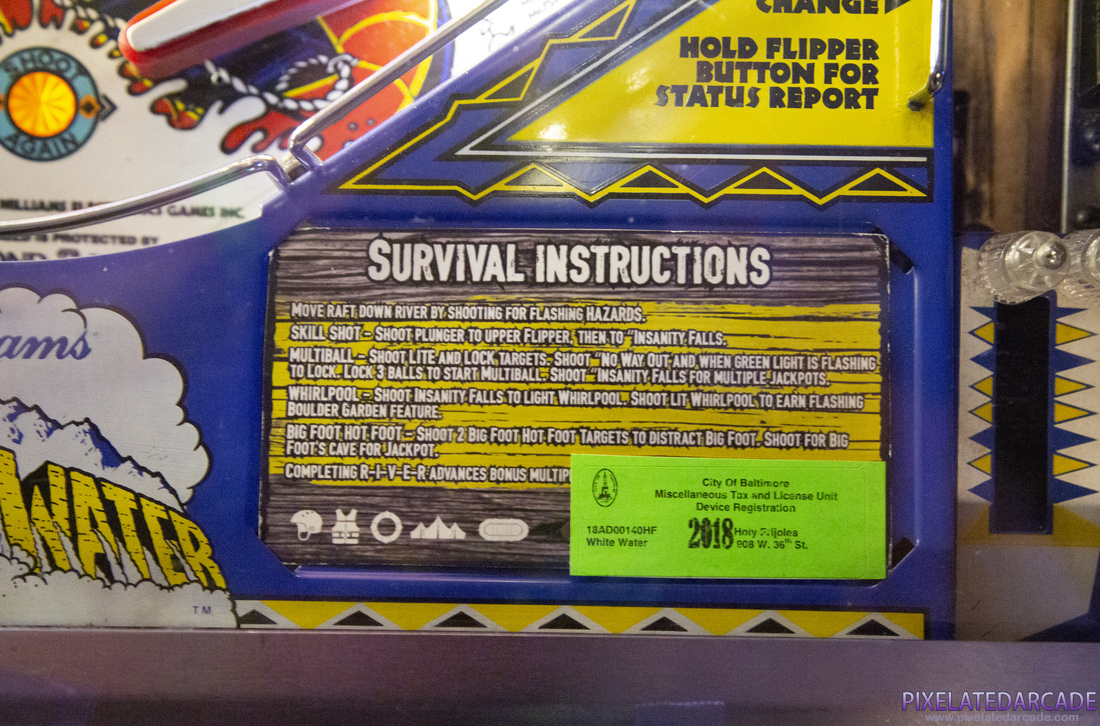 CHANGE
HOLD FLIPPER
BUTTON FOR
STATUS REPORT
SHOOT
AGAIN
GAMES INC.
IS PROTECTED BY
SURVIVAL INSTRUCTIONS
MOVE RAFT DOWN RIVER BY SHOOTING FOR FLASHING HAZARDS.
SKILL SHOT - SHOOT PLUNGER TO UPPER FLIPPER, THEN TO "INSANITY FALLS.
MULTIBALL - SHOOT LITE AND LOCK TARGETS. SHOOT "NO WAY OUT AND WHEN GREEN LIGHT IS FLASHING
TO LOCK. LOCK 3 BALLS TO START MULTIBALL. SHOOT "INSANITY FALLS FOR MULTIPLE JACKPOTS.
WHIRLPOOL - SHOOT INSANITY FALLS TO LIGHT WHIRLPOOL. SHOOT LIT WHIRLPOOL TO EARN FLASHING
BOULDER GARDEN FEATURE.
BIG FOOT HOT FOOT - SHOOT 2 BIG FOOT HOT FOOT TARGETS TO DISTRACT BIG FOOT. SHOOT FOR BIG
FOOT'S CAVE FOR JACKPOT.
COMPLETING R-I-V-E-R ADVANCES BONUS MULTIP
City Of Baltimore
Miscellaneous Tax and License Unit
Device Registration
18AD00140HF 2018 Holy Frijoles
White Water 908 W. 36th St.
ams
WATER
TM
PIXELATEDARCADE
www.pixelatedarcade.com